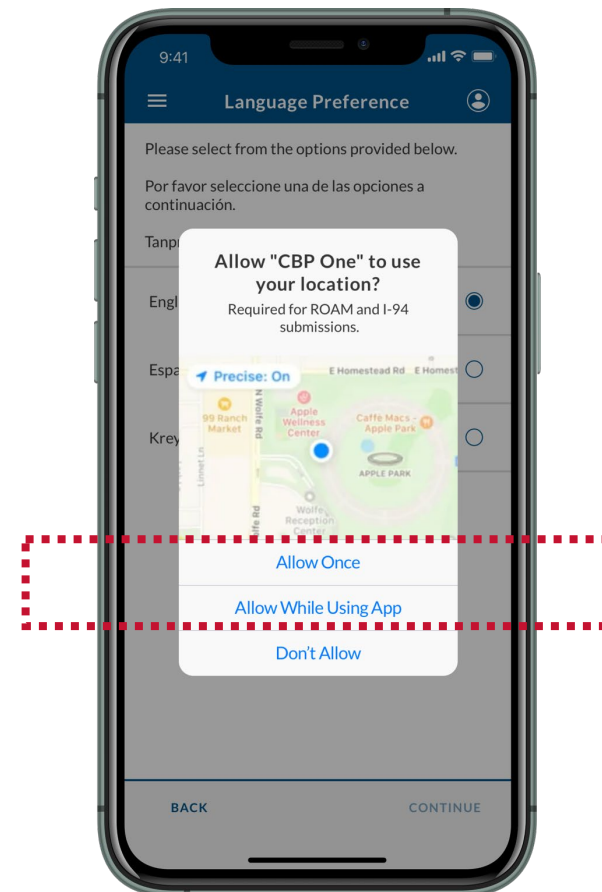 9:41
Language Preference
Please select from the options provided below.
Por favor seleccione una de las opciones a
continuación.
Allow "CBP One" to use
your location?
Required for ROAM and I-94
submissions.
Precise: On
E Homestead Rd
N Wolfe Rd
99 Ranch
Market
Apple
Wellness
Center
Caffè Macs -
Apple Park
Linnet Ln
APPLE PARK
Wolfe
Reception
Center
Allow Once
Allow While Using App
Don't Allow
BACK
CONTINUE